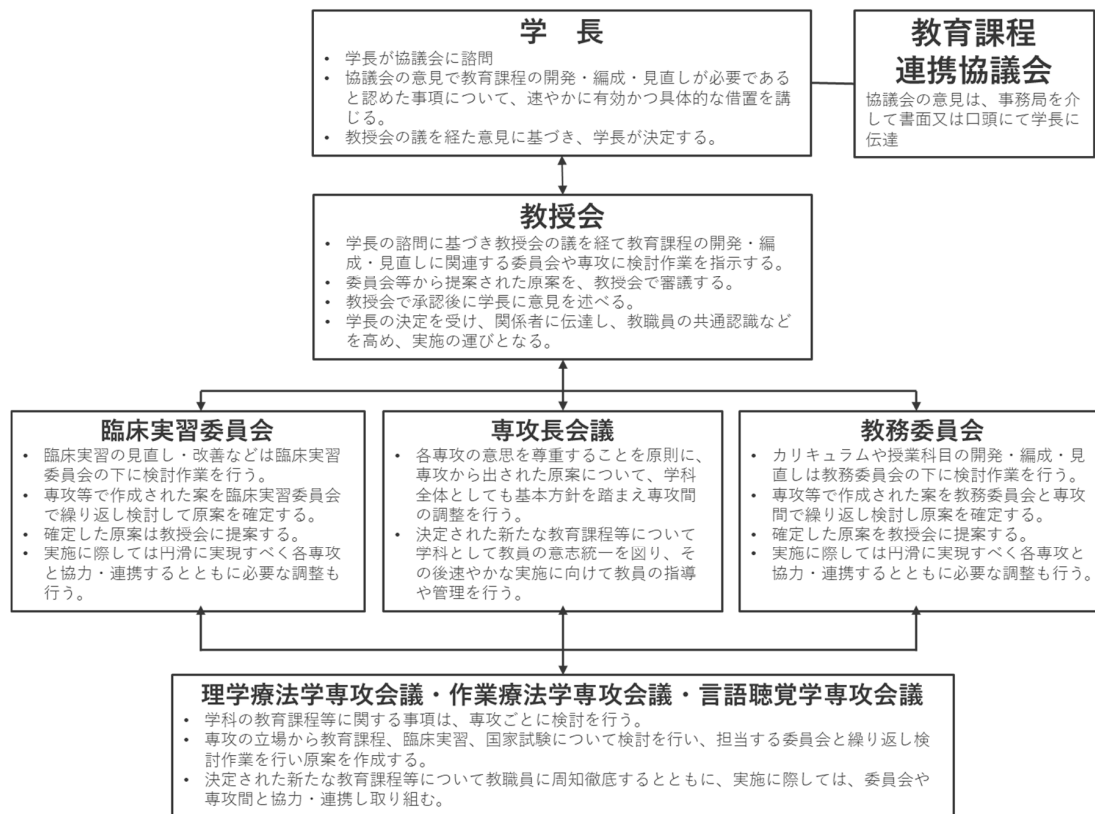 学　長
• 学長が協議会に諮問
• 協議会の意見で教育課程の開発・編成・見直しが必要である
と認めた事項について、速やかに有効かつ具体的な借置を講
じる。
• 教授会の議を経た意見に基づき、学長が決定する。
教育課程
連携協議会
協議会の意見は、事務局を介
して書面又は口頭にて学長に
伝達
教授会
• 学長の諮問に基づき教授会の議を経て教育課程の開発・編
成・見直しに関連する委員会や専攻に検討作業を指示する。
• 委員会等から提案された原案を、教授会で審議する。
• 教授会で承認後に学長に意見を述べる。
• 学長の決定を受け、関係者に伝達し、教職員の共通認識など
を高め、実施の運びとなる。
臨床実習委員会
• 臨床実習の見直し・改善などは臨床実習
委員会の下に検討作業を行う。
• 専攻等で作成された案を臨床実習委員会
で繰り返し検討して原案を確定する。
• 確定した原案は教授会に提案する。
• 実施に際しては円滑に実現すべく各専攻
と協力・連携するとともに必要な調整も
行う。
専攻長会議
• 各専攻の意思を尊重することを原則に、
専攻から出された原案について、学科
全体としても基本方針を踏まえ専攻間
の調整を行う。
• 決定された新たな教育課程等について
学科として教員の意志統一を図り、そ
の後速やかな実施に向けて教員の指導
や管理を行う。
教務委員会
• カリキュラムや授業科目の開発・編成・見
直しは教務委員会の下に検討作業を行う。
• 専攻等で作成された案を教務委員会と専攻
間で繰り返し検討し原案を確定する。
• 確定した原案を教授会に提案する。
• 実施に際しては円滑に実現すべく各専攻と
協力・連携するとともに必要な調整も行う。
理学療法学専攻会議・作業療法学専攻会議・言語聴覚学専攻会議
• 学科の教育課程等に関する事項は、専攻ごとに検討を行う。
• 専攻の立場から教育課程、臨床実習、国家試験について検討を行い、担当する委員会と繰り返し検
討作業を行い原案を作成する。
• 決定された新たな教育課程等について教職員に周知徹底するとともに、実施に際しては、委員会や
専攻間と協力・連携し取り組む。